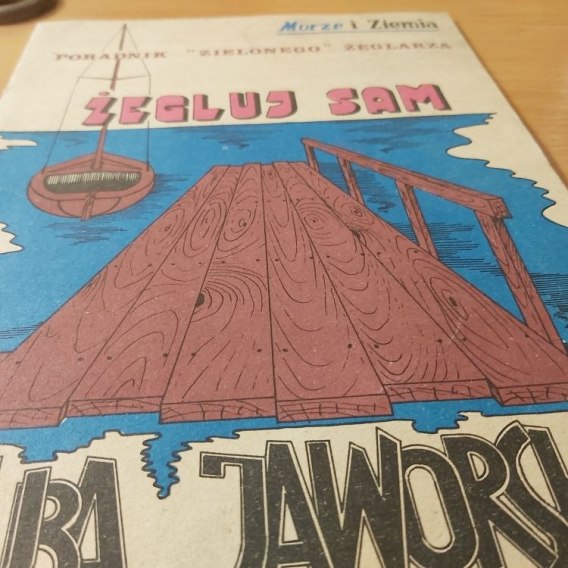 Morze i Ziemia
PORADNIK "ZIELONEGO" ŻEGLARZA
ŻEGLUJ SAM
JAWORS